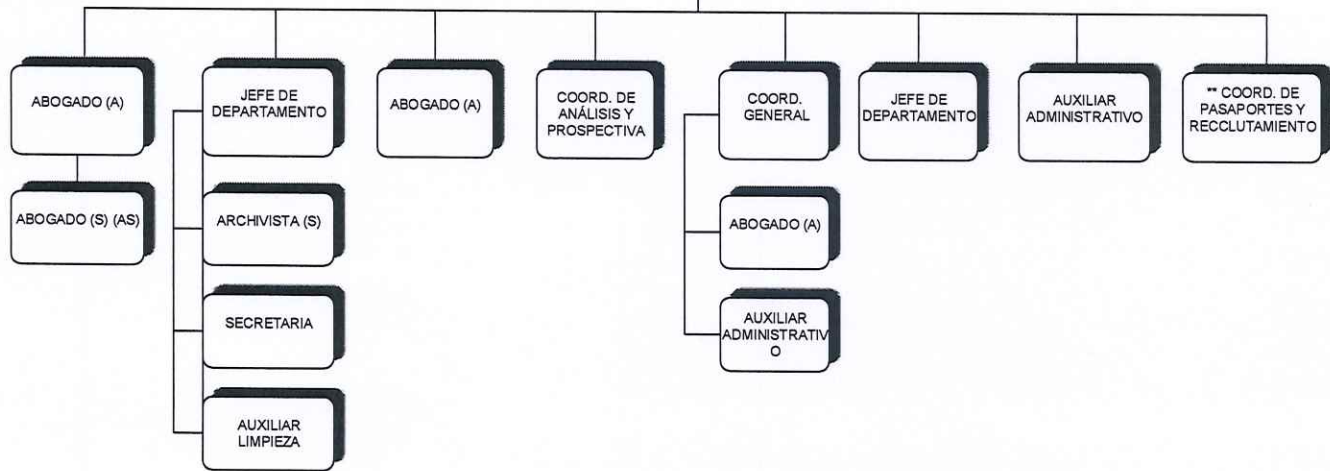 ABOGADO (A)
JEFE DE
DEPARTAMENTO
ABOGADO (A)
COORD. DE
ANÁLISIS Y
PROSPECTIVA
COORD.
GENERAL
JEFE DE
DEPARTAMENTO
AUXILIAR
ADMINISTRATIVO
** COORD. DE
PASAPORTES Y
RECCLUTAMIENTO
ABOGADO (S) (AS)
ARCHIVISTA (S)
ABOGADO (A)
SECRETARIA
AUXILIAR
ADMINISTRATIV
O
AUXILIAR
LIMPIEZA